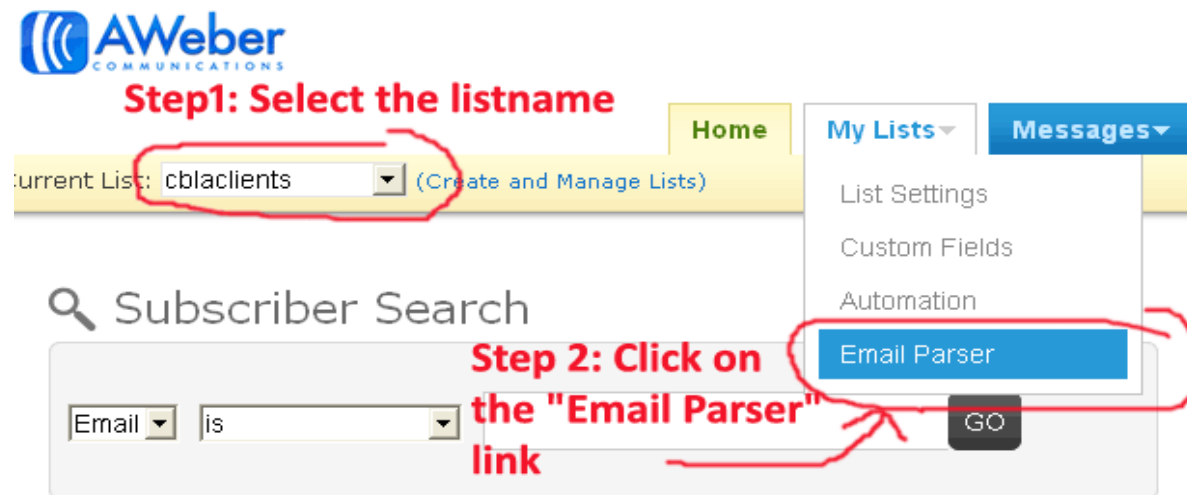 AWeber
COMMUNICATIONS
Step1: Select the listname
Home
My Lists
Messages
Current List: cblaclients (Create and Manage Lists)
List Settings
Custom Fields
Automation
Email Parser
Subscriber Search
Step 2: Click on
the "Email Parser"
link
Email
is
GO